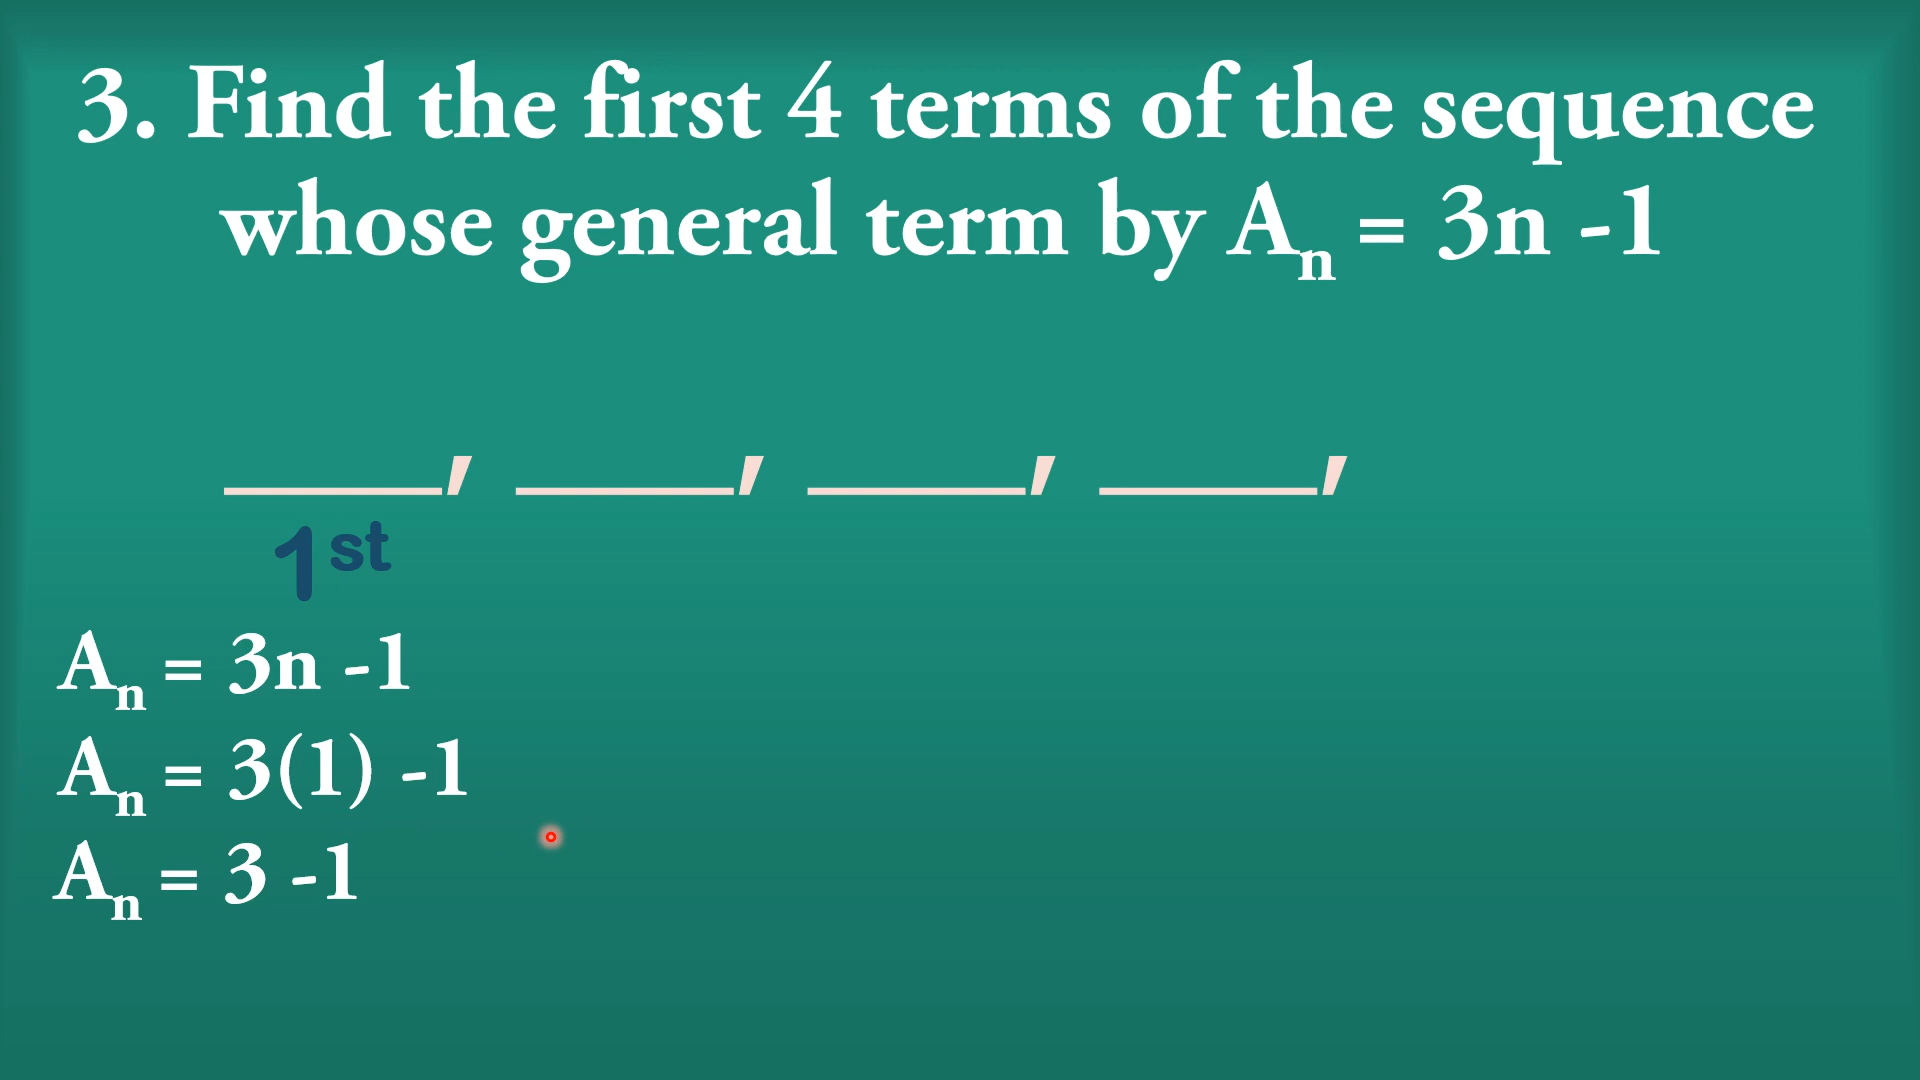 3. Find the first 4 terms of the sequence
whose general term by Aₙ = 3n -1
____, ____, ____, ____,
1ˢᵗ
Aₙ = 3n -1
Aₙ = 3(1) -1
Aₙ = 3 -1